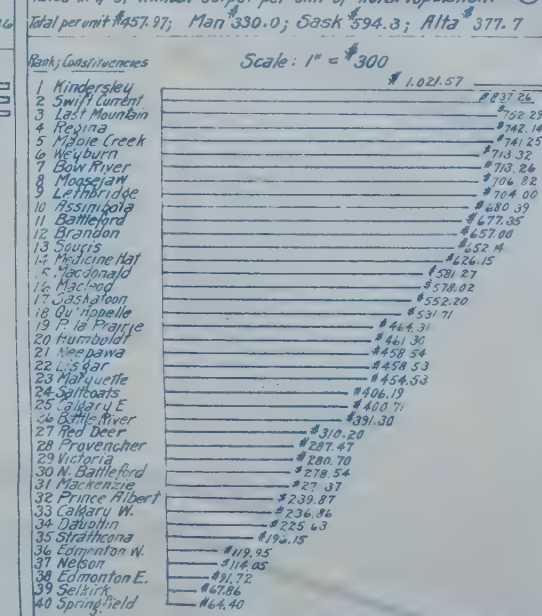 Total per unit $457.97; Man $330.0; Sask $594.3; Alta $377.7
Rank; Constituencies Scale: 1" = $300
1 Kindersley $1,021.57
2 Swift Current $837.26
3 Last Mountain $752.29
4 Regina $742.14
5 Maple Creek $741.25
6 Weyburn $713.32
7 Bow River $713.26
8 Moosejaw $706.82
9 Lethbridge $704.00
10 Assiniboia $680.39
11 Battleford $677.35
12 Brandon $657.00
13 Souris $652.14
14 Medicine Hat $626.15
15 Macdonald $581.27
16 Macleod $578.02
17 Saskatoon $552.20
18 Qu'Appelle $531.71
19 P. la Prairie $464.31
20 Humboldt $461.30
21 Neepawa $458.54
22 Lisgar $458.53
23 Marquette $454.53
24 Saltcoats $406.19
25 Calgary E $400.71
26 Battle River $391.30
27 Red Deer $310.20
28 Provencher $287.47
29 Victoria $280.70
30 N. Battleford $278.54
31 Mackenzie
32 Prince Albert $239.87
33 Calgary W. $236.86
34 Dauphin $225.63
35 Strathcona $196.15
36 Edmonton W. $119.95
37 Nelson $114.05
38 Edmonton E. $91.72
39 Selkirk $67.86
40 Springfield $64.40